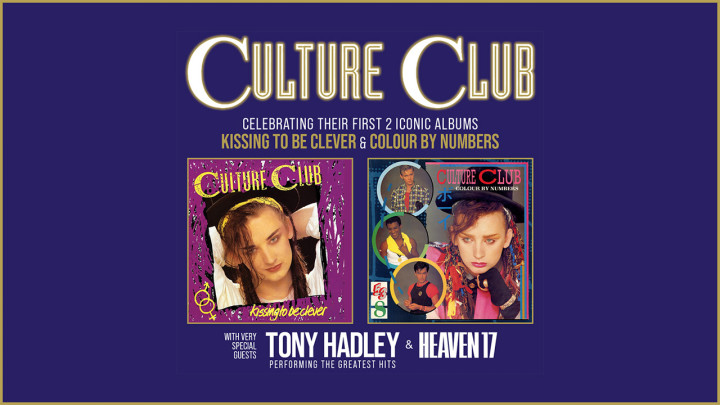 CULTURE CLUB
CELEBRATING THEIR FIRST 2 ICONIC ALBUMS
KISSING TO BE CLEVER & COLOUR BY NUMBERS
CULTURE CLUB
kissing to be clever
CULTURE CLUB
COLOUR BY NUMBERS
WITH VERY
SPECIAL
GUESTS
TONY HADLEY & HEAVEN 17
PERFORMING THE GREATEST HITS